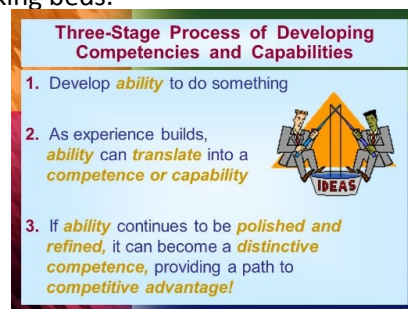 king beds.
Three-Stage Process of Developing
Competencies and Capabilities
1. Develop ability to do something
2. As experience builds,
ability can translate into a
competence or capability
IDEAS
3. If ability continues to be polished and
refined, it can become a distinctive
competence, providing a path to
competitive advantage!